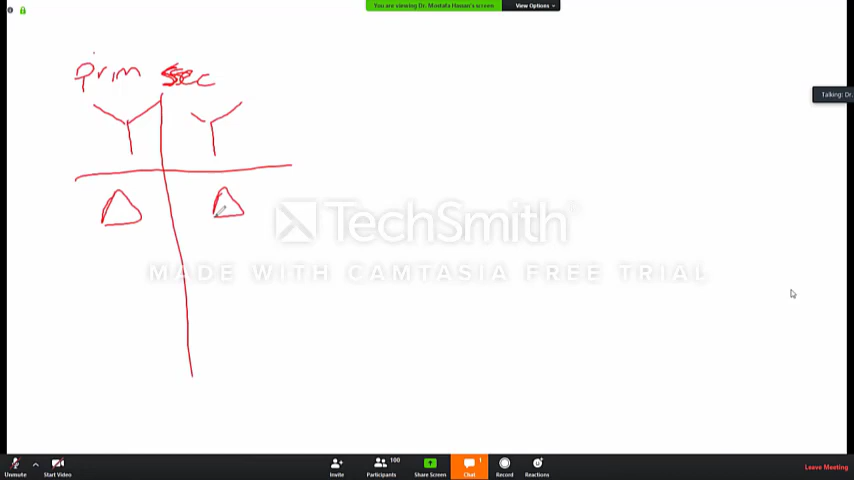 You are viewing Dr. Mostafa Hassan's screen View Options
Prim Sec
Y Y
Δ Δ
Talking: Dr.
TechSmith
MADE WITH CAMTASIA FREE TRIAL
100 1
Unmute Start Video Invite Participants Share Screen Chat Record Reactions Leave Meeting